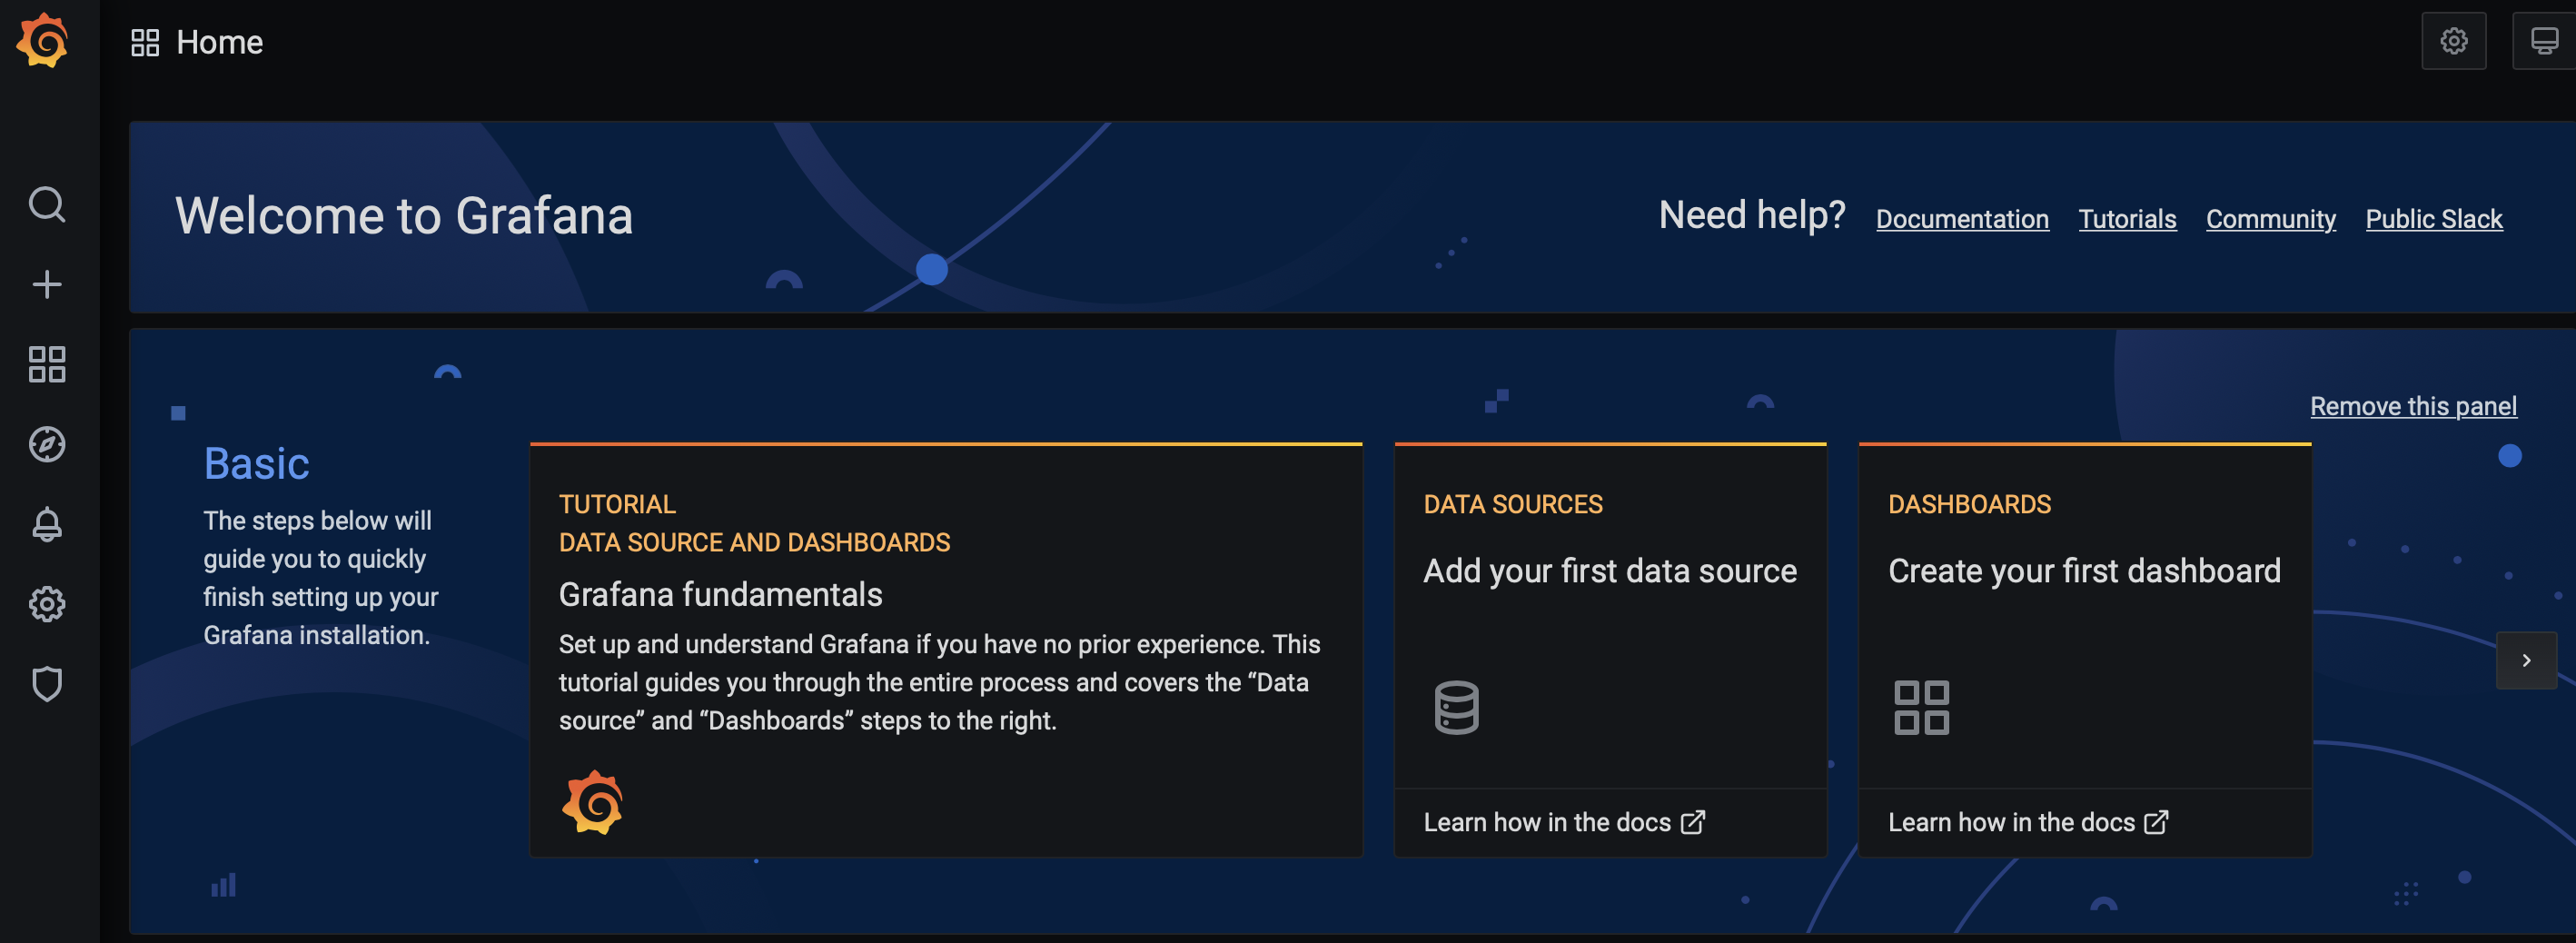 Home
Welcome to Grafana
Need help? Documentation Tutorials Community Public Slack
Remove this panel
Basic
The steps below will
guide you to quickly
finish setting up your
Grafana installation.
TUTORIAL
DATA SOURCE AND DASHBOARDS
Grafana fundamentals
Set up and understand Grafana if you have no prior experience. This
tutorial guides you through the entire process and covers the “Data
source” and “Dashboards” steps to the right.
DATA SOURCES
Add your first data source
Learn how in the docs
DASHBOARDS
Create your first dashboard
Learn how in the docs